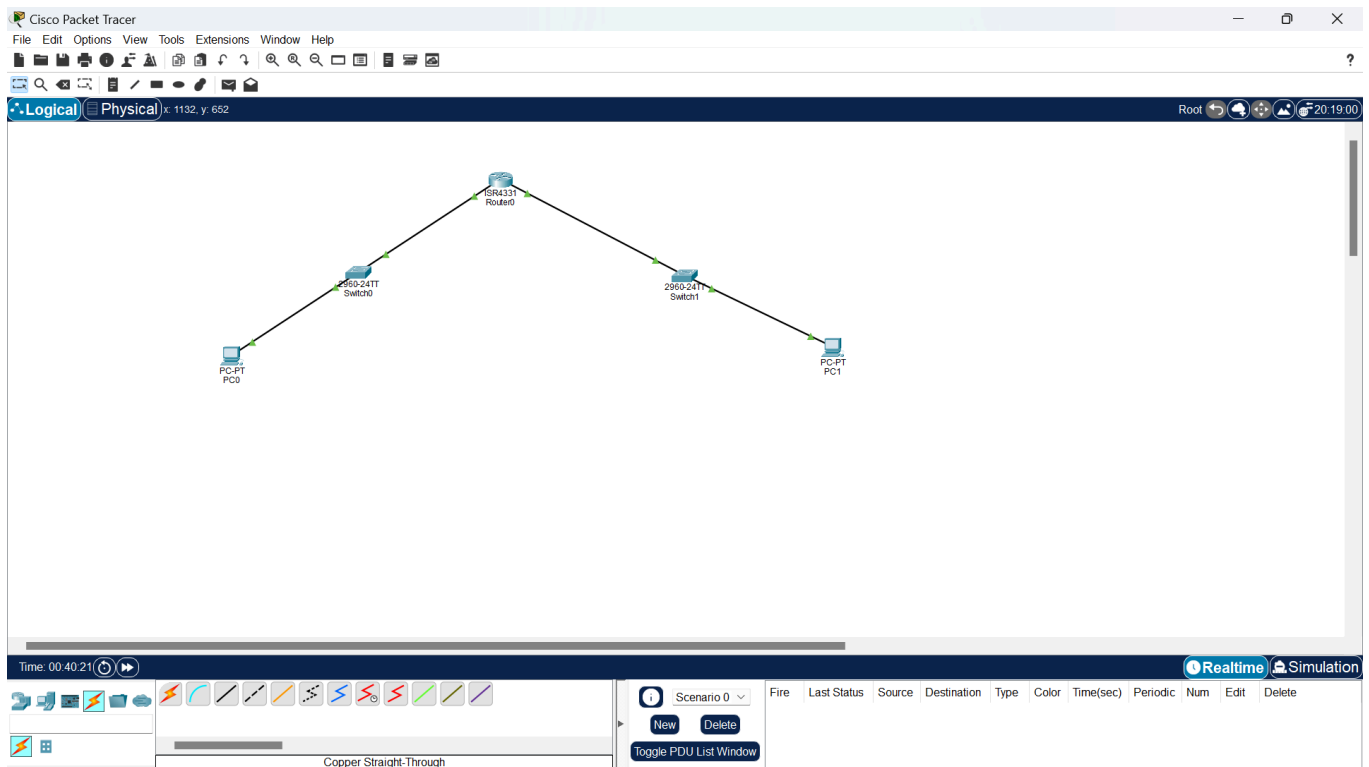 Cisco Packet Tracer
File Edit Options View Tools Extensions Window Help
?
Logical Physical x: 1132, y: 652 Root 20:19:00
ISR4331
Router0
2960-24TT
Switch0
2960-24TT
Switch1
PC-PT
PC0
PC-PT
PC1
Time: 00:40:21 Realtime Simulation
Scenario 0 Fire Last Status Source Destination Type Color Time(sec) Periodic Num Edit Delete
New Delete
Toggle PDU List Window
Copper Straight-Through